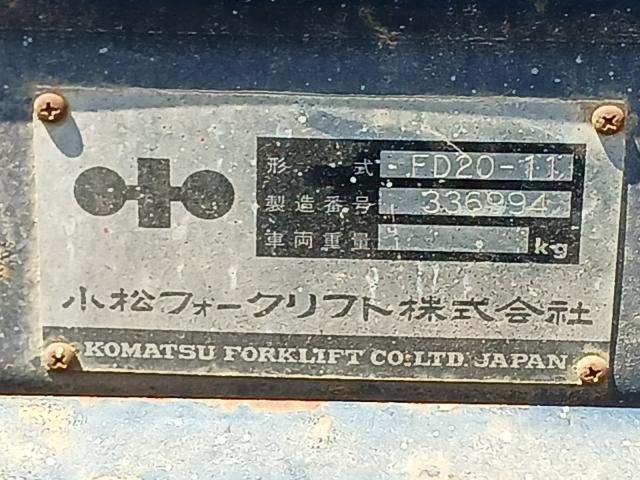 形式 FD20-11
製造番号 336994
車両重量 kg
小松フォークリフト株式会社
KOMATSU FORKLIFT CO.LTD. JAPAN